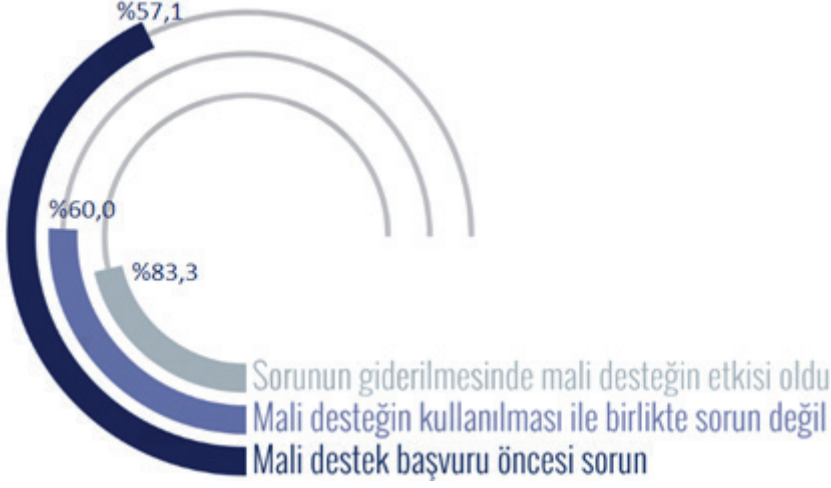 %57,1
%60,0
%83,3
Sorunun giderilmesinde mali desteğin etkisi oldu
Mali desteğin kullanılması ile birlikte sorun değil
Mali destek başvuru öncesi sorun